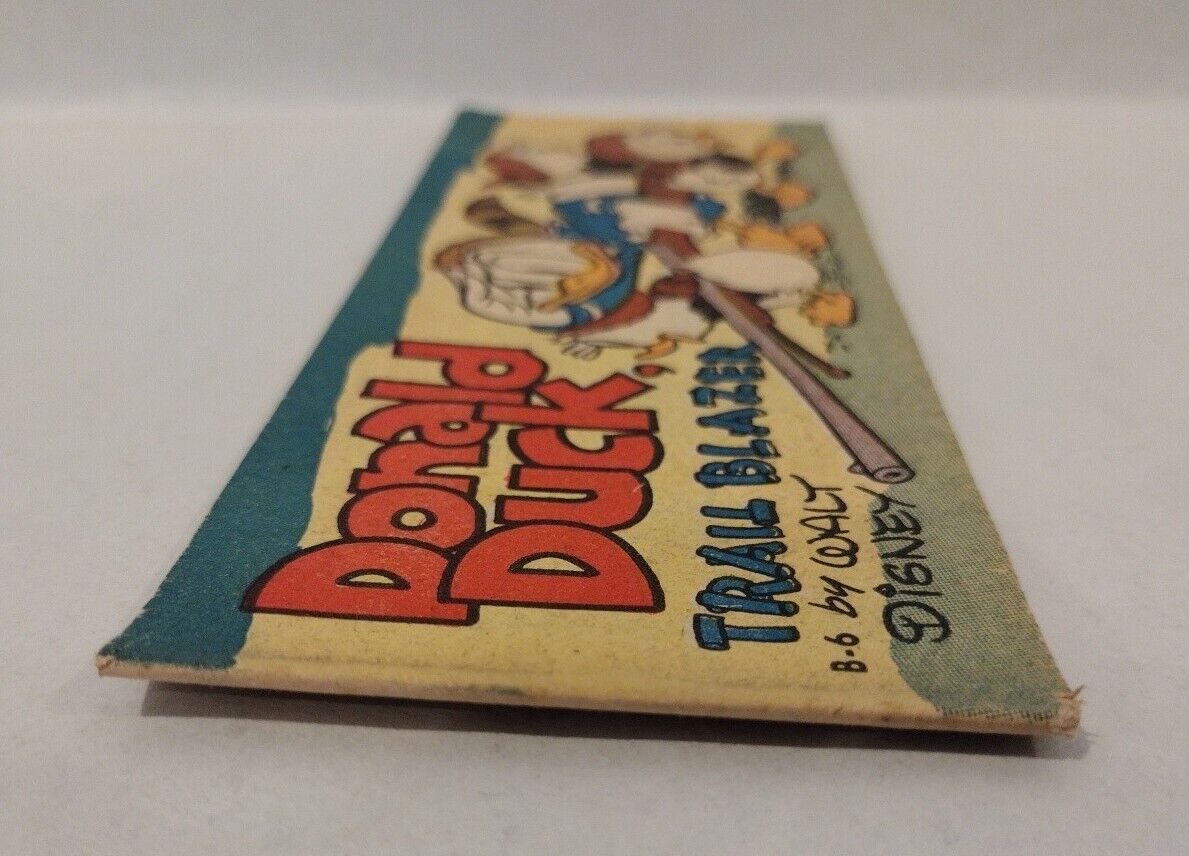 Donald
Duck,
TRAIL BLAZER
B-6 by WALT
DISNEY